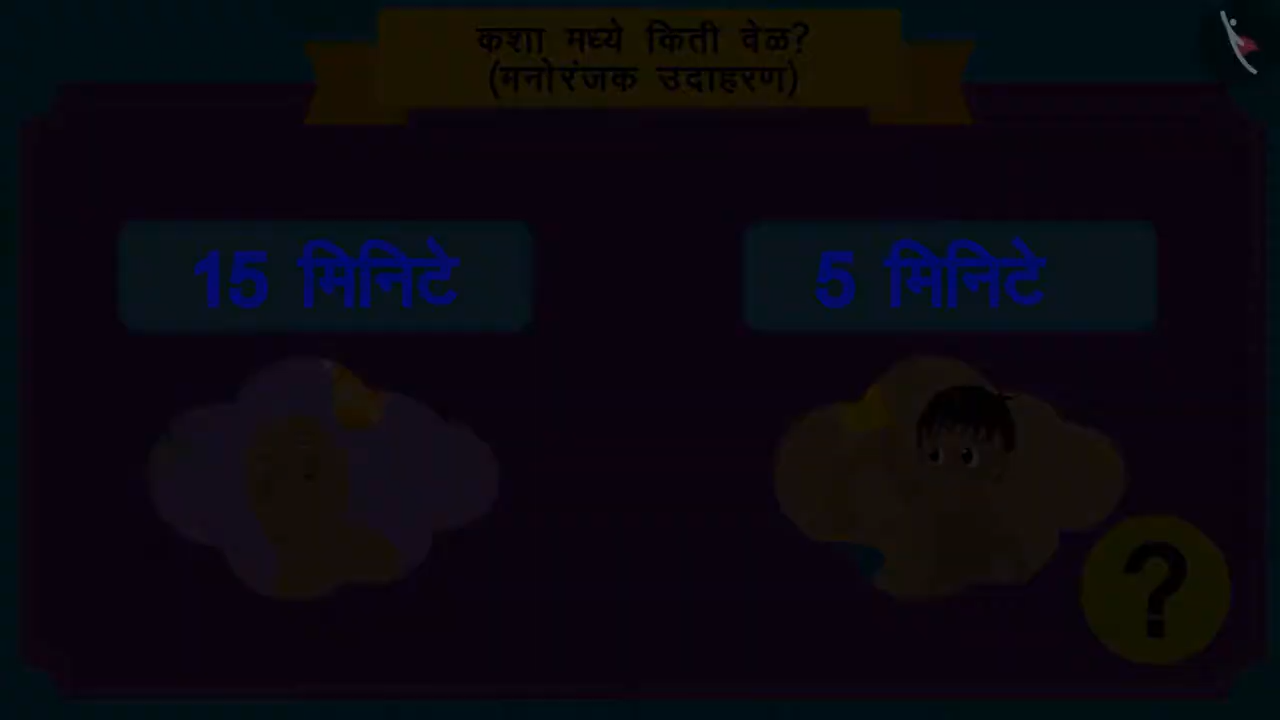 कशा मध्ये किती वेळ?
(मनोरंजक उदाहरण)
15 मिनिटे
5 मिनिटे
?